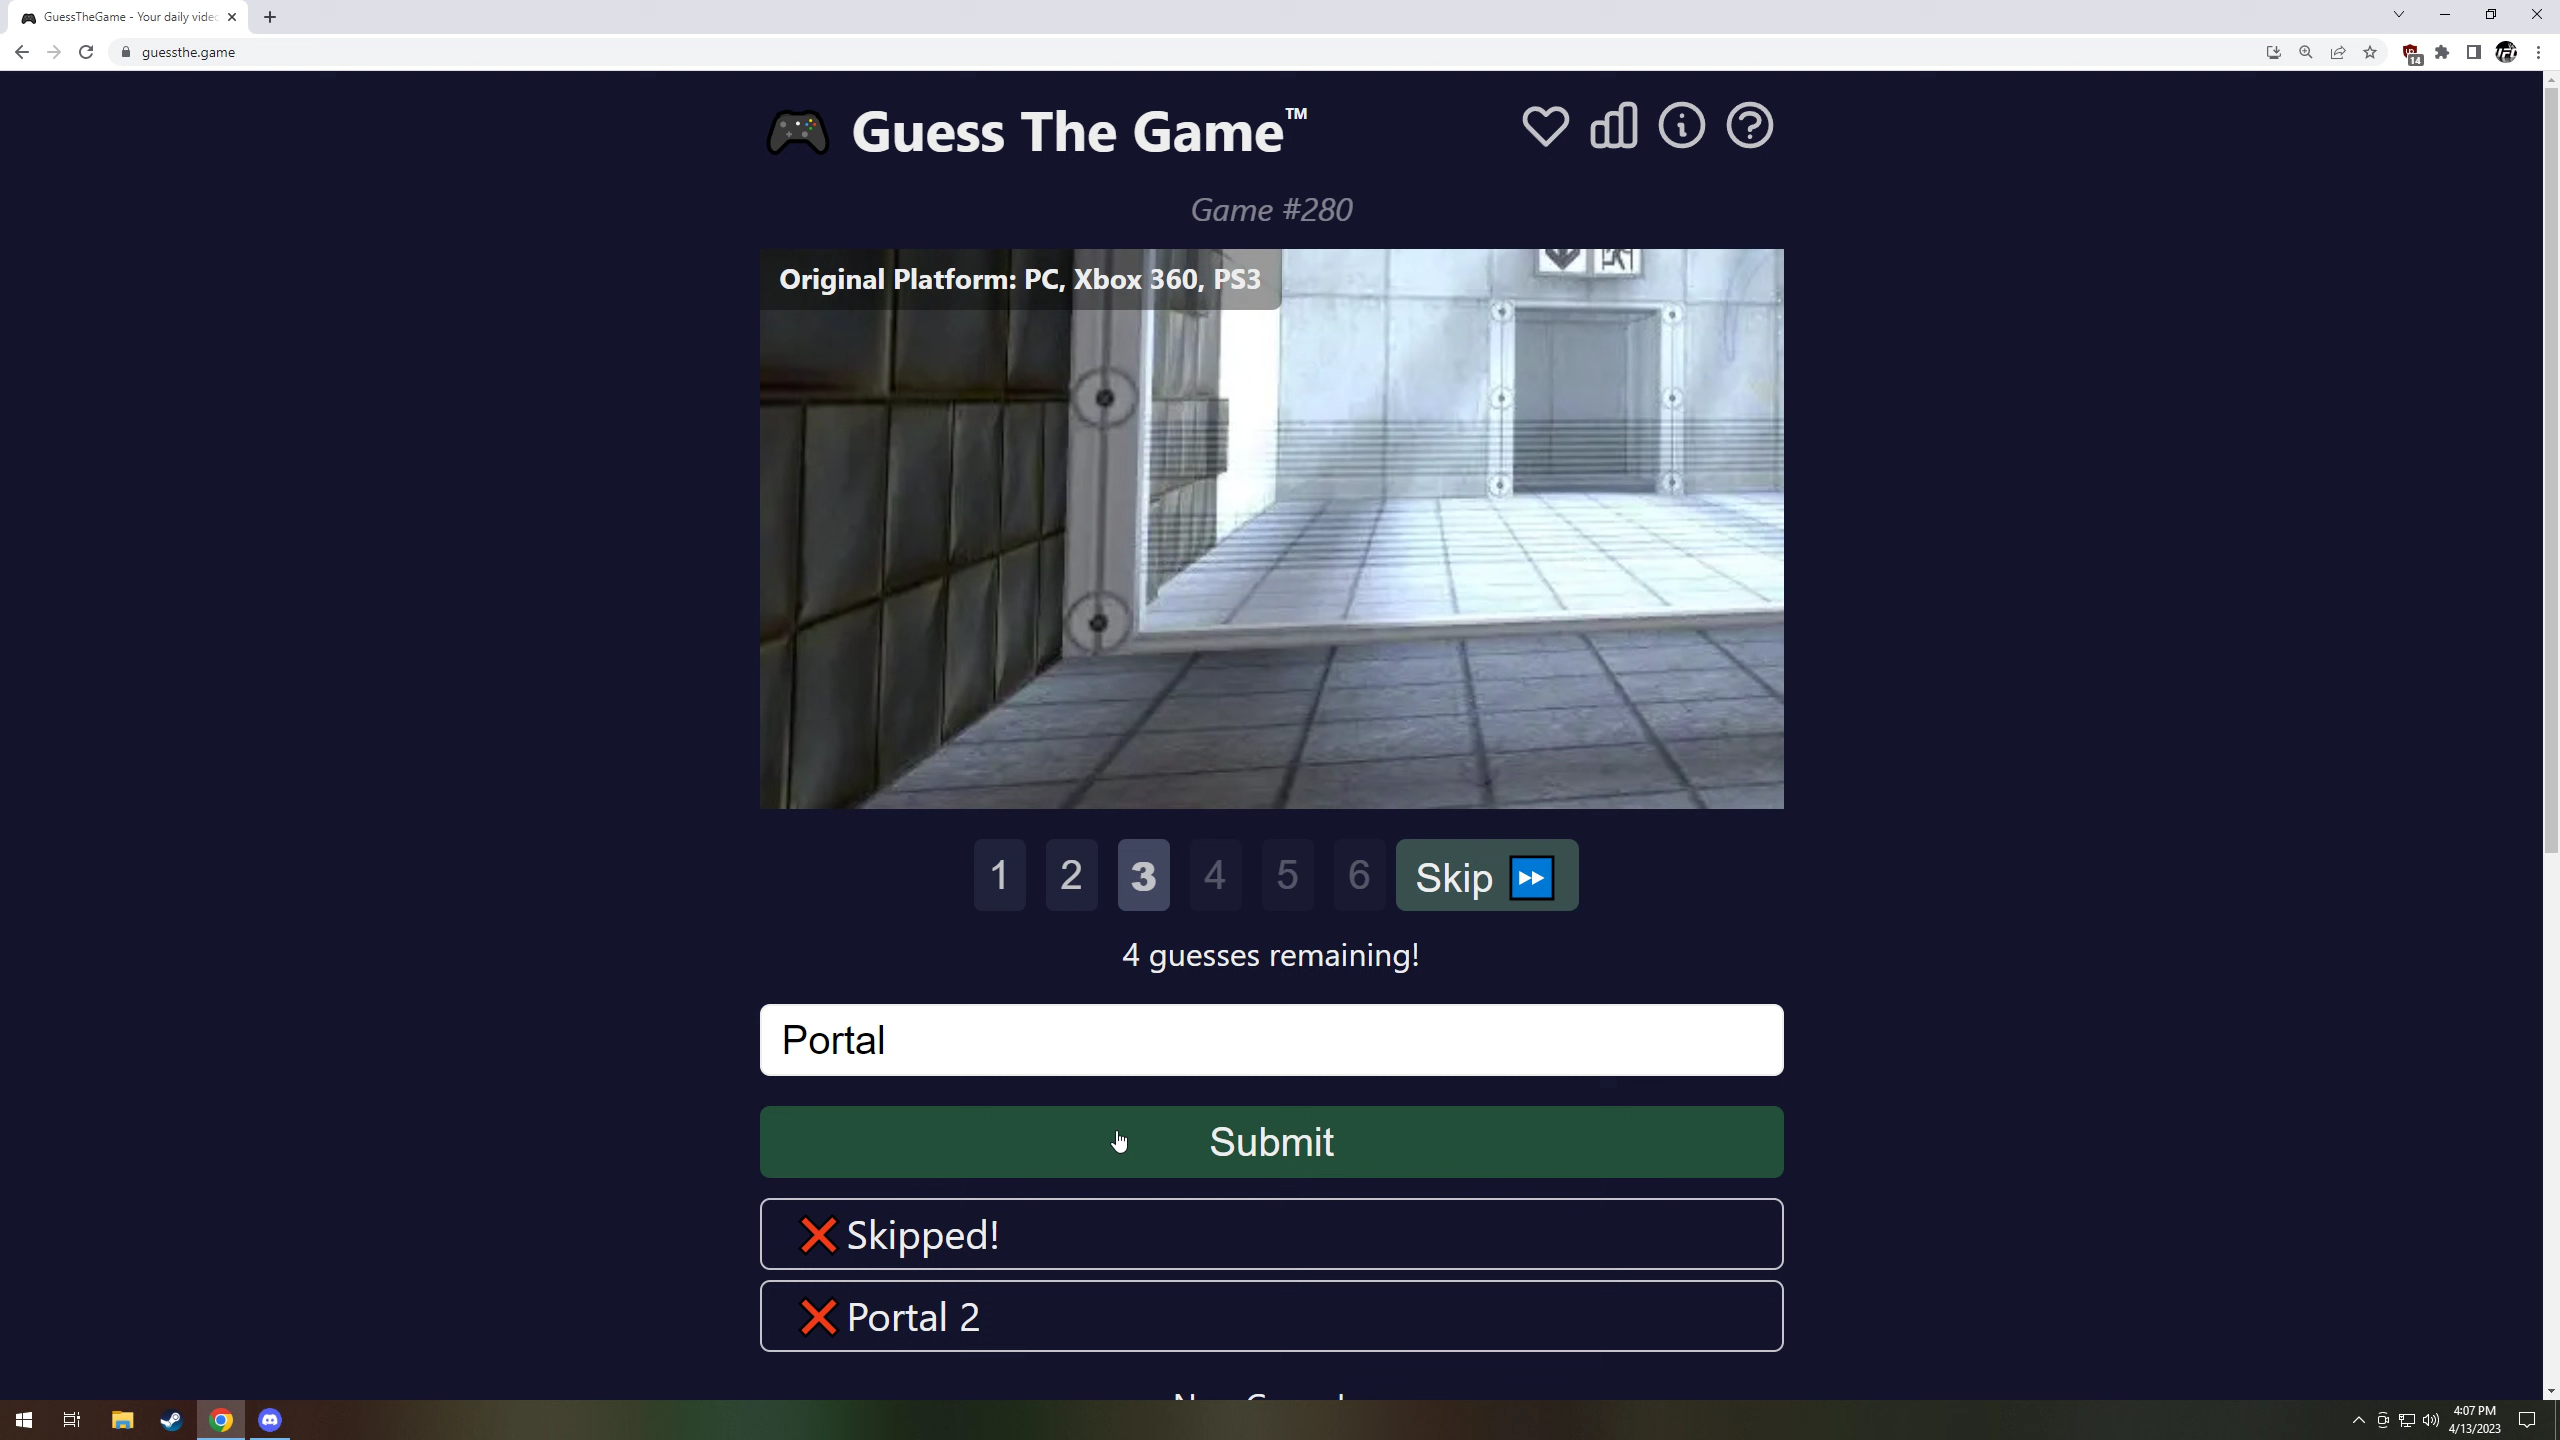 GuessTheGame - Your daily vide
guessthe.game
14
Guess The Game™
Game #280
Original Platform: PC, Xbox 360, PS3
1 2 3 4 5 6 Skip
4 guesses remaining!
Portal
Submit
Skipped!
Portal 2
4:07 PM
4/13/2023